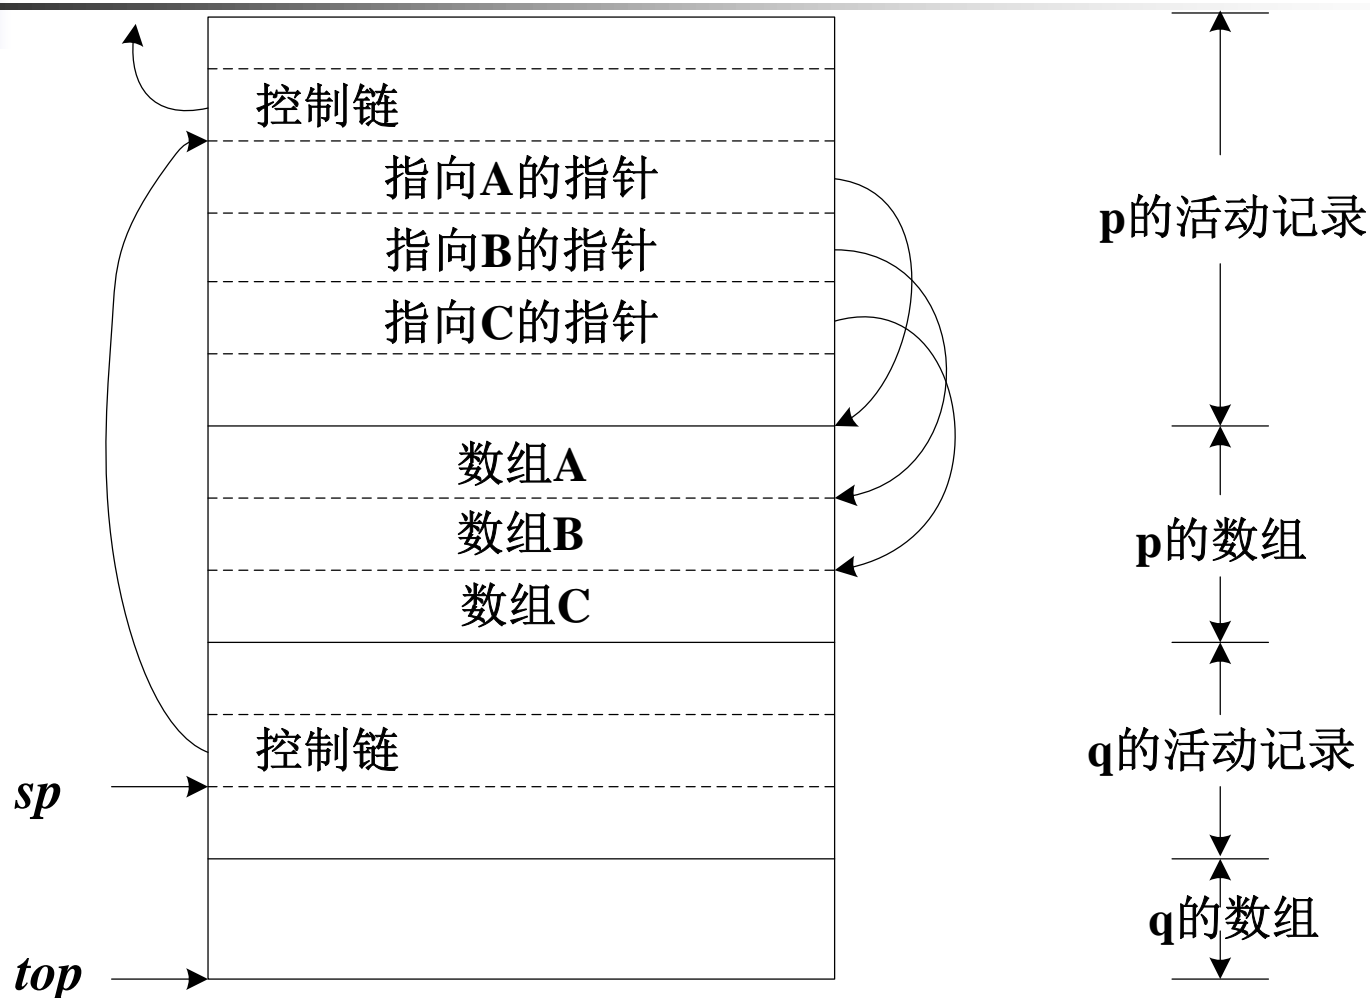 控制链
指向A的指针
指向B的指针
指向C的指针
p的活动记录
数组A
数组B
数组C
p的数组
控制链
q的活动记录
sp
q的数组
top